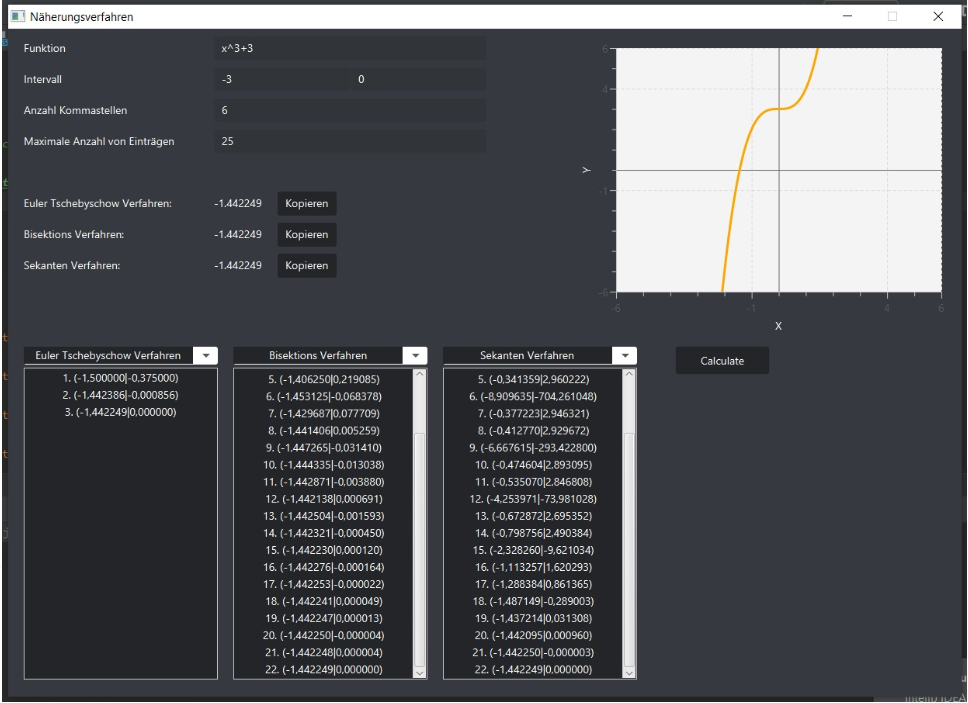 Näherungsverfahren
Funktion x^3+3
Intervall -3 0
Anzahl Kommastellen 6
Maximale Anzahl von Einträgen 25
Euler Tschebyschow Verfahren: -1.442249 Kopieren
Bisektions Verfahren: -1.442249 Kopieren
Sekanten Verfahren: -1.442249 Kopieren
6
4
Y
-1
-6
-6 -1 4 6
X
Euler Tschebyschow Verfahren
1. (-1,500000|-0,375000)
2. (-1,442386|-0,000856)
3. (-1,442249|0,000000)
Bisektions Verfahren
5. (-1,406250|0,219085)
6. (-1,453125|-0,068378)
7. (-1,429687|0,077709)
8. (-1,441406|0,005259)
9. (-1,447265|-0,031410)
10. (-1,444335|-0,013038)
11. (-1,442871|-0,003880)
12. (-1,442138|0,000691)
13. (-1,442504|-0,001593)
14. (-1,442321|-0,000450)
15. (-1,442230|0,000120)
16. (-1,442276|-0,000164)
17. (-1,442253|-0,000022)
18. (-1,442241|0,000049)
19. (-1,442247|0,000013)
20. (-1,442250|-0,000004)
21. (-1,442248|0,000004)
22. (-1,442249|0,000000)
Sekanten Verfahren
5. (-0,341359|2,960222)
6. (-8,909635|-704,261048)
7. (-0,377223|2,946321)
8. (-0,412770|2,929672)
9. (-6,667615|-293,422800)
10. (-0,474604|2,893095)
11. (-0,535070|2,846808)
12. (-4,253971|-73,981028)
13. (-0,672872|2,695352)
14. (-0,798756|2,490384)
15. (-2,328260|-9,621034)
16. (-1,113257|1,620293)
17. (-1,288384|0,861365)
18. (-1,487149|-0,289003)
19. (-1,437214|0,031308)
20. (-1,442095|0,000960)
21. (-1,442250|-0,000003)
22. (-1,442249|0,000000)
Calculate